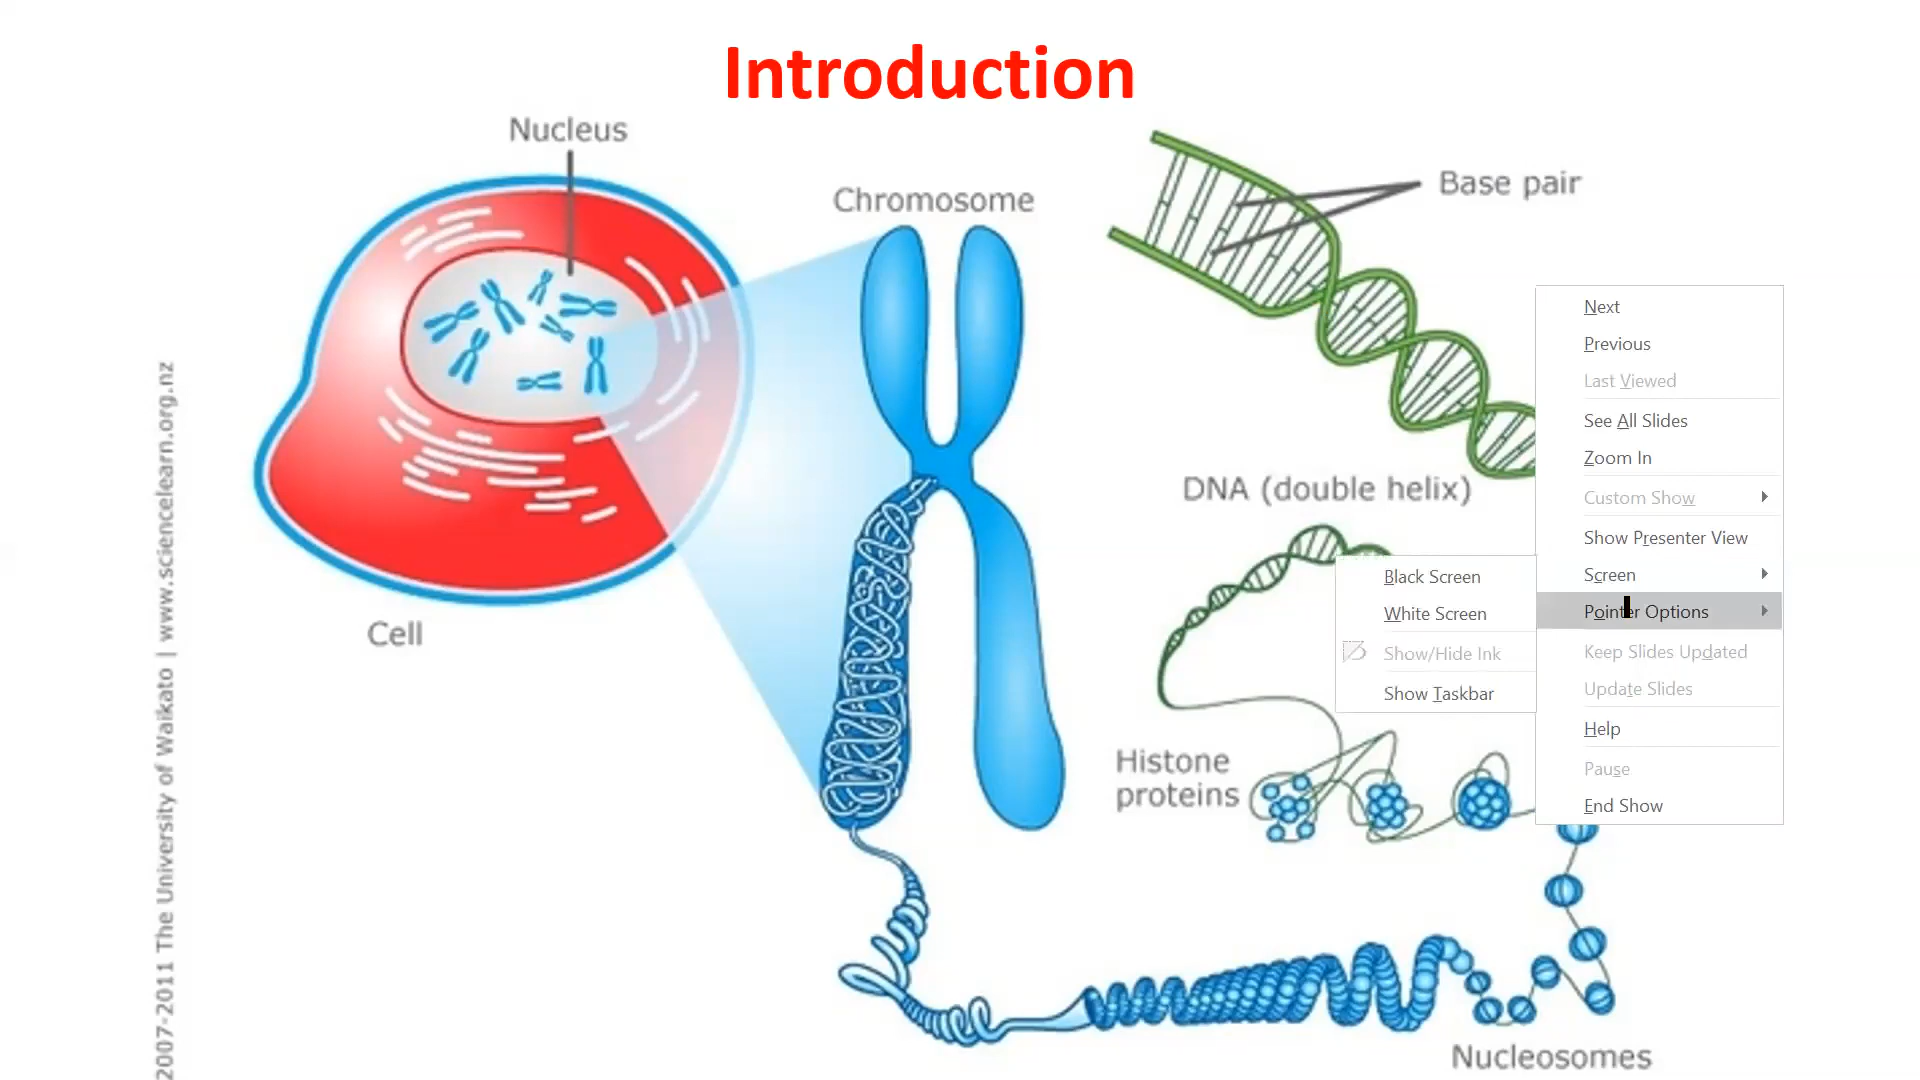 Introduction
Nucleus
Chromosome
Base pair
DNA (double helix)
Cell
Histone
proteins
Nucleosomes
2007-2011 The University of Waikato | www.sciencelearn.org.nz
Next
Previous
Last Viewed
See All Slides
Zoom In
Custom Show
Show Presenter View
Screen
Pointer Options
Keep Slides Updated
Update Slides
Help
Pause
End Show
Black Screen
White Screen
Show/Hide Ink
Show Taskbar